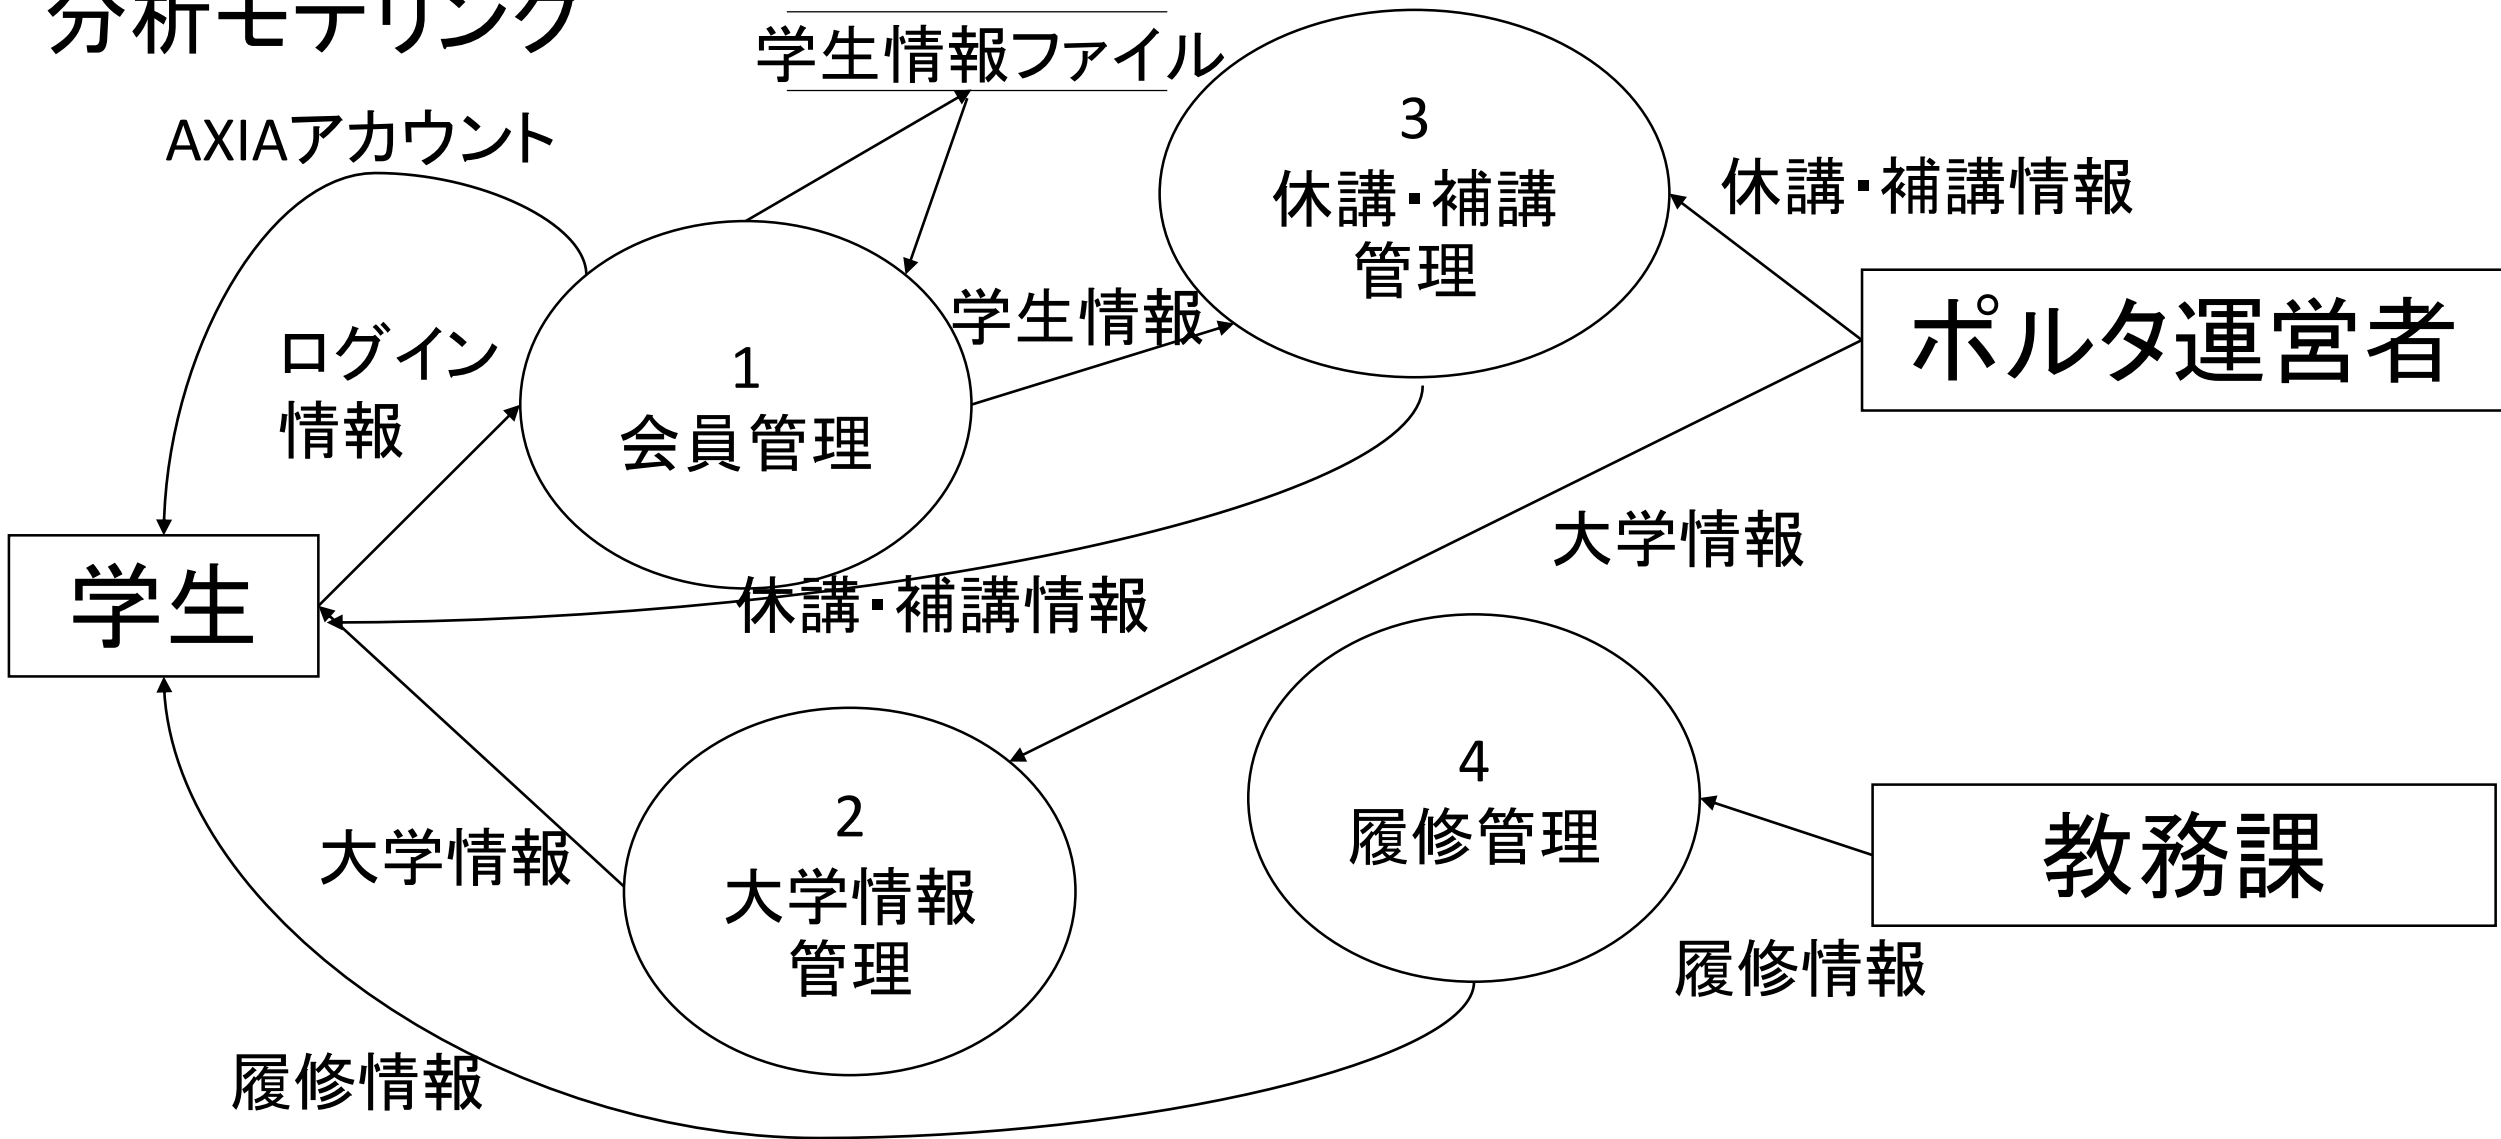 分析モデリング
学生情報ファイル
AXIAアカウント
3
休講・補講
管理
休講・補講情報
学生情報
ポルタ運営者
ログイン
情報
1
会員管理
大学情報
学生
休講・補講情報
4
履修管理
2
大学情報
管理
大学情報
教務課
履修情報
履修情報